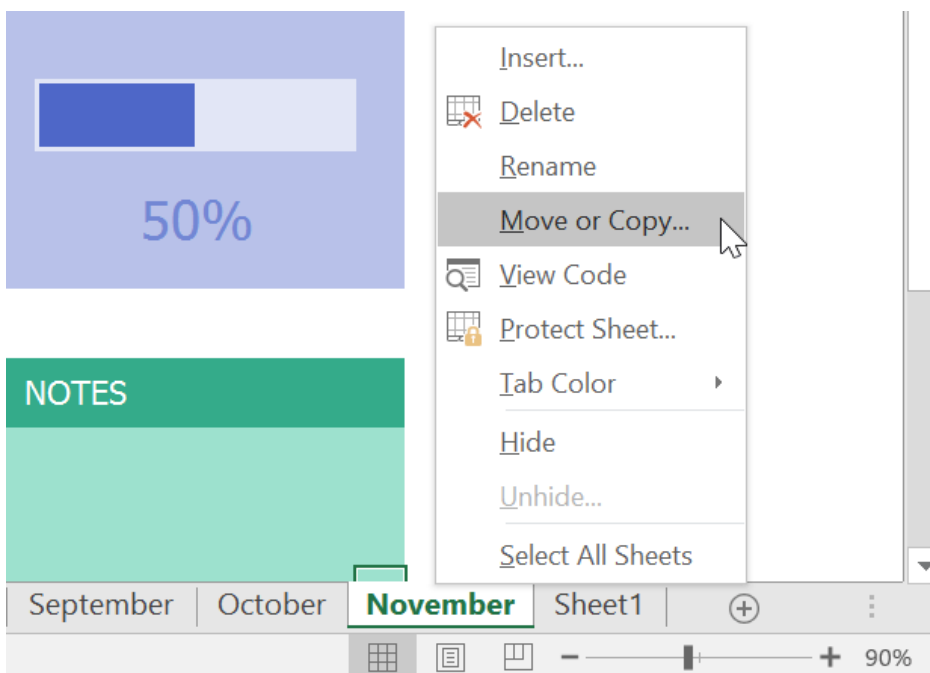 50%
NOTES
Insert...
Delete
Rename
Move or Copy...
View Code
Protect Sheet...
Tab Color
Hide
Unhide...
Select All Sheets
September October November Sheet1
90%